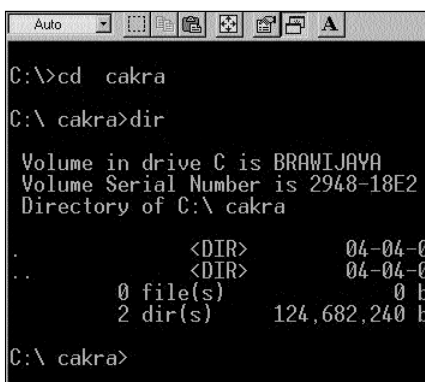 Auto
A
C:\>cd  cakra
C:\ cakra>dir
Volume in drive C is BRAWIJAYA
Volume Serial Number is 2948-18E2
Directory of C:\ cakra
.            <DIR>        04-04-0
..           <DIR>        04-04-0
0 file(s)              0 b
2 dir(s)     124,682,240 b
C:\ cakra>